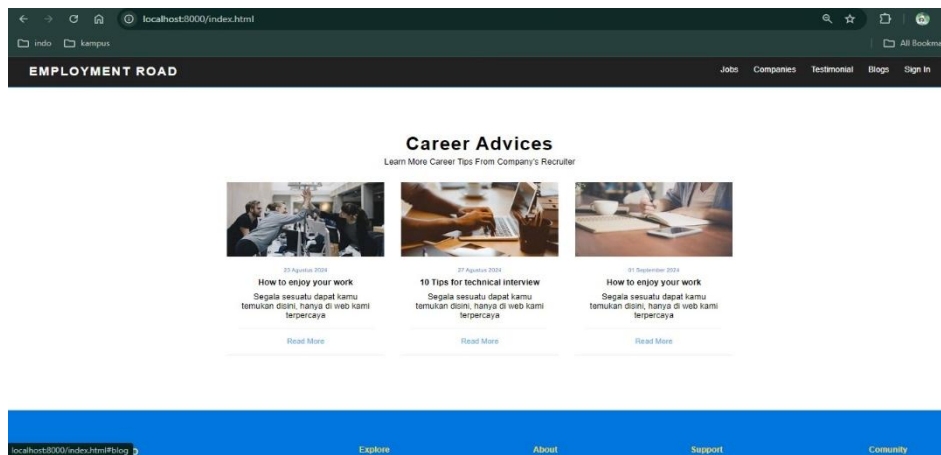 localhost:8000/index.html
indo kampus All Bookma
EMPLOYMENT ROAD Jobs Companies Testimonial Blogs Sign In
Career Advices
Learn More Career Tips From Company's Recruiter
23 Agustus 2024
How to enjoy your work
Segala sesuatu dapat kamu
temukan disini, hanya di web kami
terpercaya
Read More
27 Agustus 2024
10 Tips for technical interview
Segala sesuatu dapat kamu
temukan disini, hanya di web kami
terpercaya
Read More
01 September 2024
How to enjoy your work
Segala sesuatu dapat kamu
temukan disini, hanya di web kami
terpercaya
Read More
Explore About Support Comunity
localhost:8000/index.html#blog